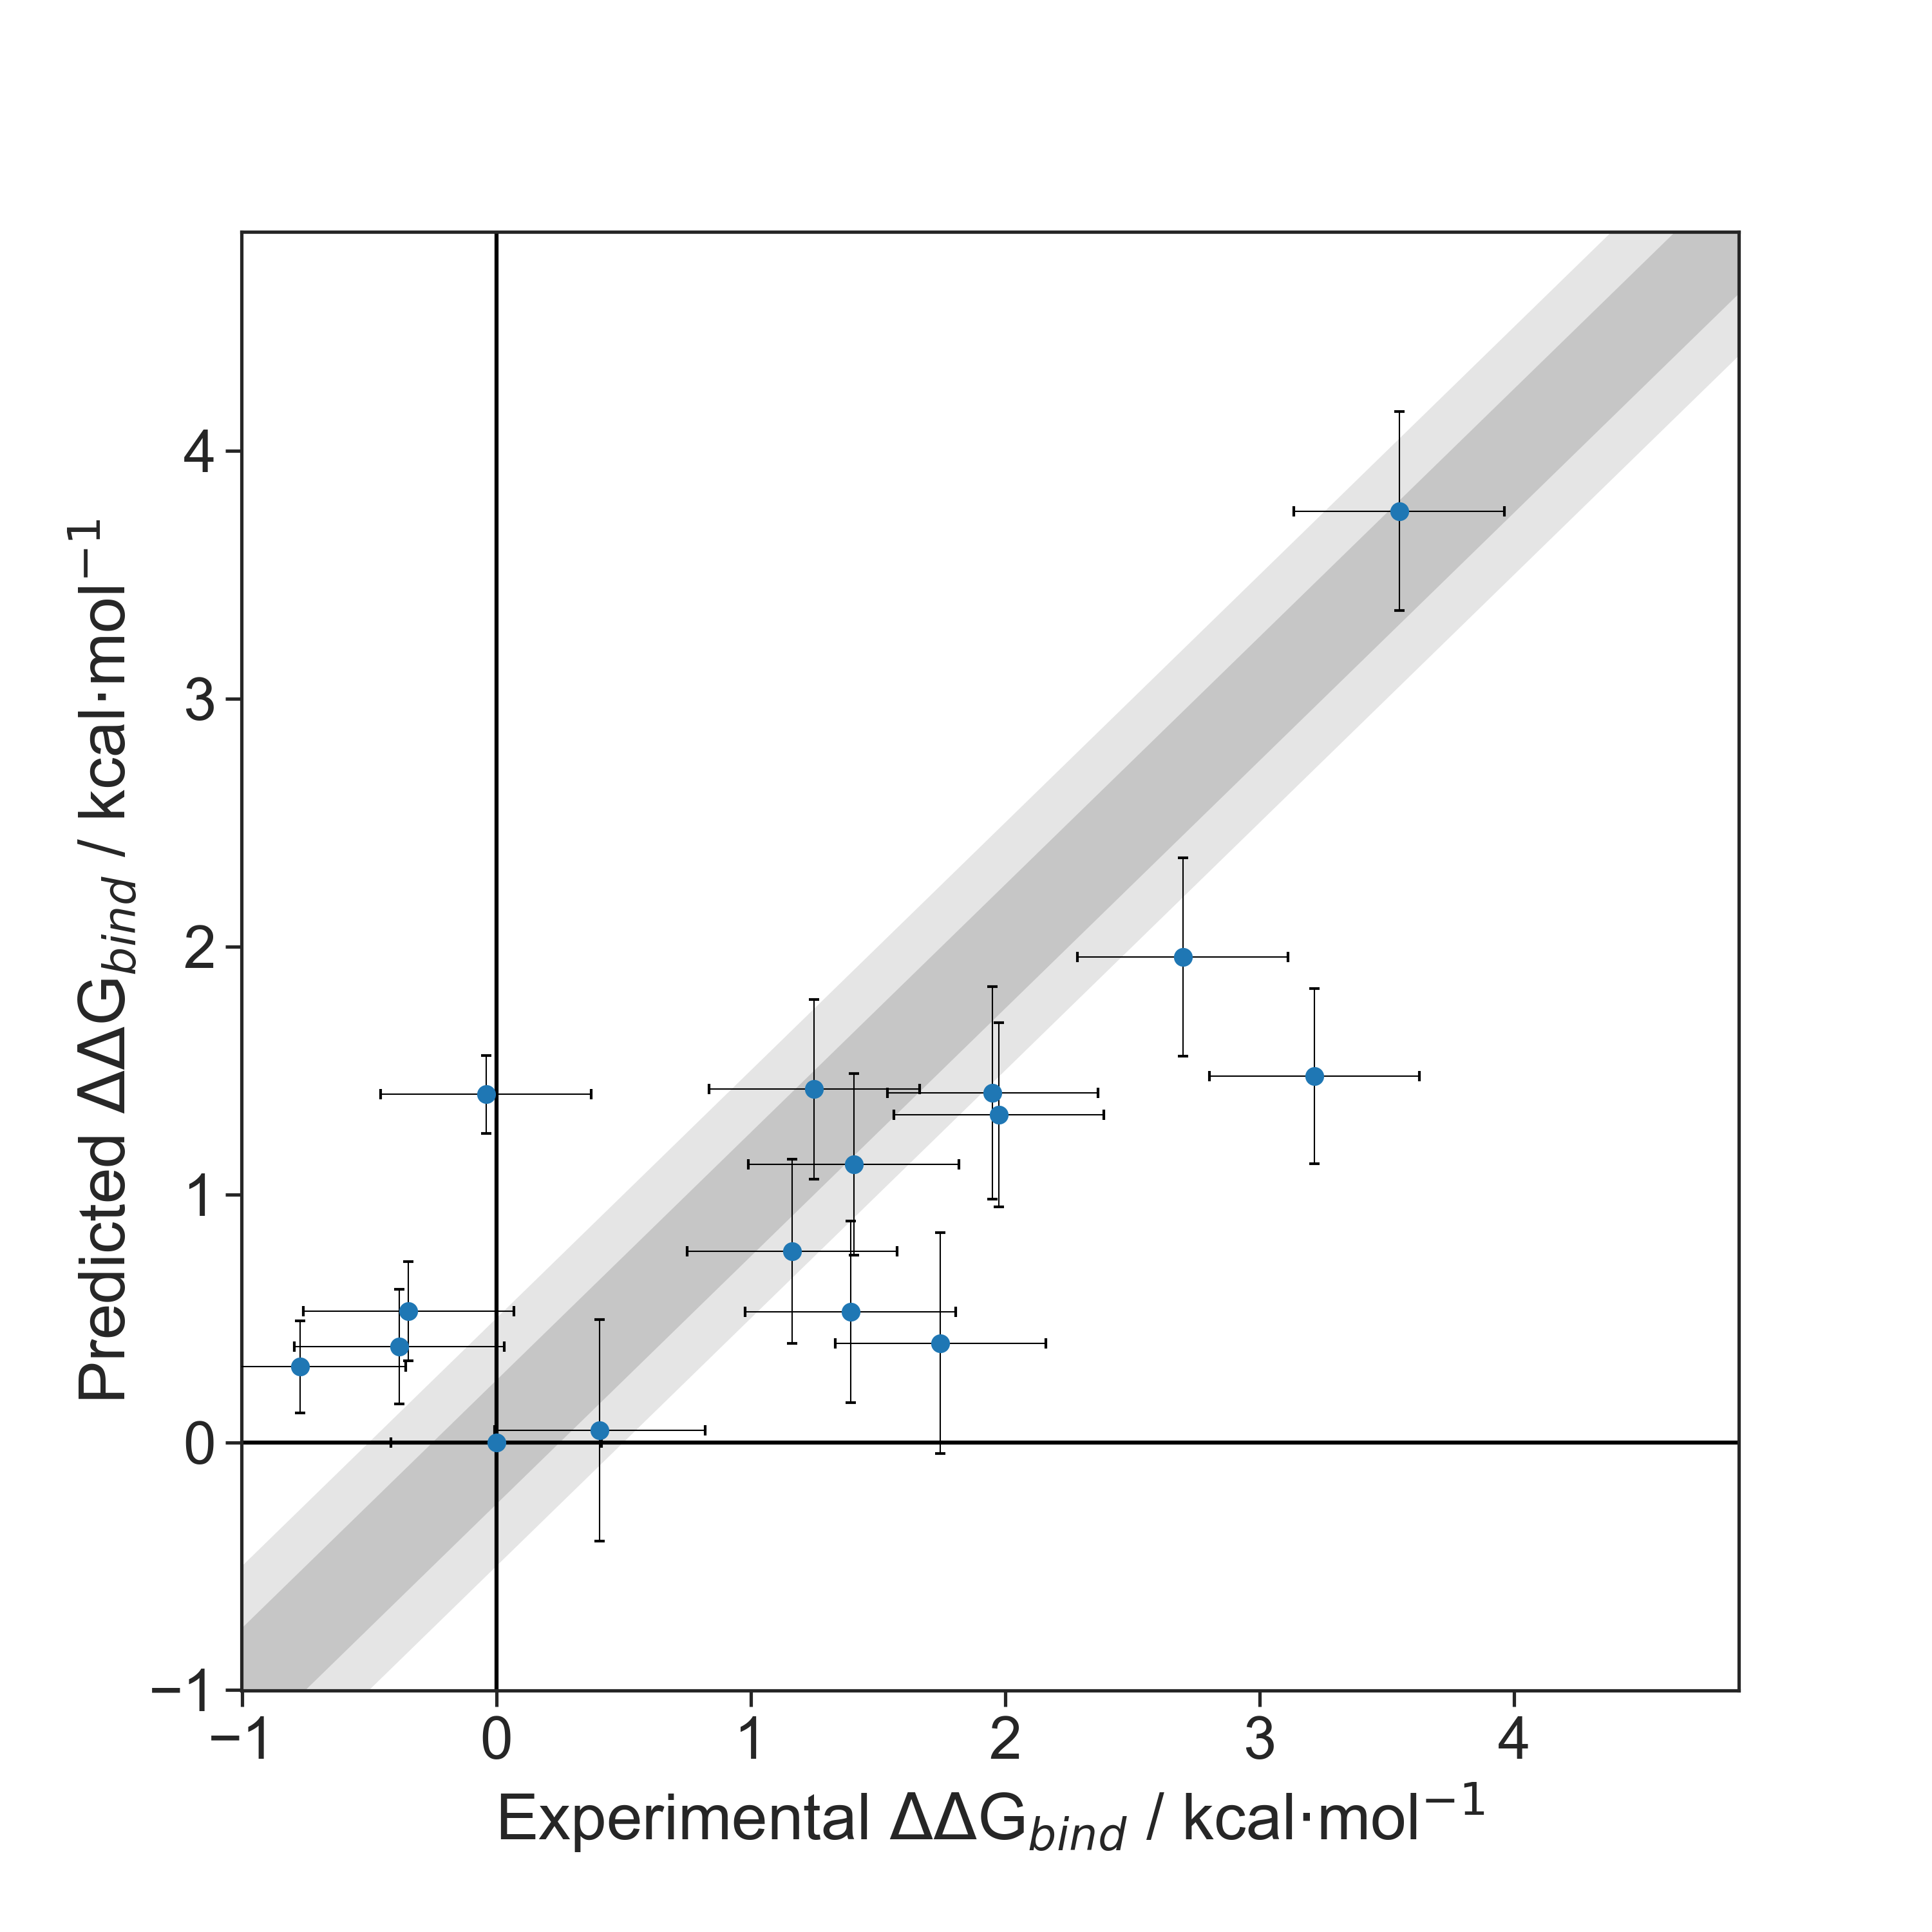 Predicted ΔΔG_bind / kcal·mol⁻¹
4
3
2
1
0
−1
−1 0 1 2 3 4
Experimental ΔΔG_bind / kcal·mol⁻¹